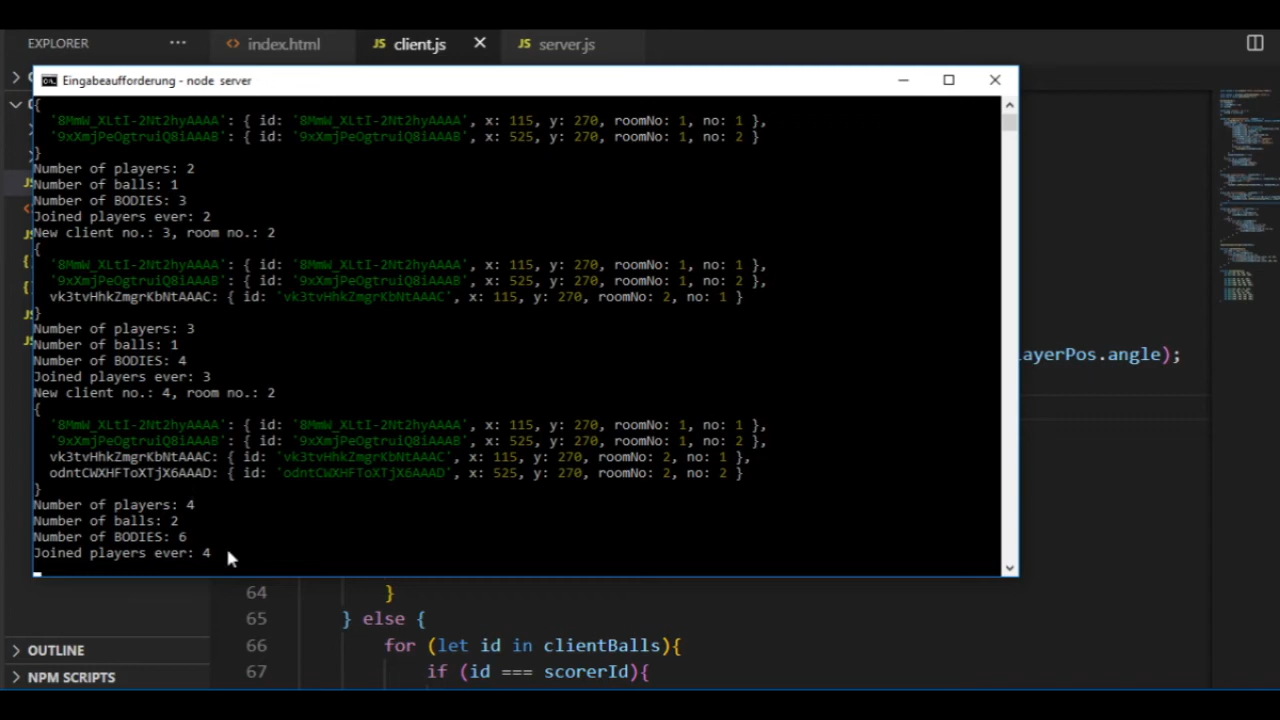 EXPLORER ... index.html JS client.js × JS server.js
Eingabeaufforderung - node server
{
'8MmW_XLtI-2Nt2hyAAAA': { id: '8MmW_XLtI-2Nt2hyAAAA', x: 115, y: 270, roomNo: 1, no: 1 },
'9xXmjPeOgtruiQ8iAAAB': { id: '9xXmjPeOgtruiQ8iAAAB', x: 525, y: 270, roomNo: 1, no: 2 }
}
Number of players: 2
Number of balls: 1
Number of BODIES: 3
Joined players ever: 2
New client no.: 3, room no.: 2
{
'8MmW_XLtI-2Nt2hyAAAA': { id: '8MmW_XLtI-2Nt2hyAAAA', x: 115, y: 270, roomNo: 1, no: 1 },
'9xXmjPeOgtruiQ8iAAAB': { id: '9xXmjPeOgtruiQ8iAAAB', x: 525, y: 270, roomNo: 1, no: 2 },
vk3tvHhkZmgrKbNtAAAC: { id: 'vk3tvHhkZmgrKbNtAAAC', x: 115, y: 270, roomNo: 2, no: 1 }
}
Number of players: 3
Number of balls: 1
Number of BODIES: 4
Joined players ever: 3
New client no.: 4, room no.: 2
{
'8MmW_XLtI-2Nt2hyAAAA': { id: '8MmW_XLtI-2Nt2hyAAAA', x: 115, y: 270, roomNo: 1, no: 1 },
'9xXmjPeOgtruiQ8iAAAB': { id: '9xXmjPeOgtruiQ8iAAAB', x: 525, y: 270, roomNo: 1, no: 2 },
vk3tvHhkZmgrKbNtAAAC: { id: 'vk3tvHhkZmgrKbNtAAAC', x: 115, y: 270, roomNo: 2, no: 1 },
odntCWXHFToXTjX6AAAD: { id: 'odntCWXHFToXTjX6AAAD', x: 525, y: 270, roomNo: 2, no: 2 }
}
Number of players: 4
Number of balls: 2
Number of BODIES: 6
Joined players ever: 4
ayerPos.angle);
64 }
65 } else {
66 for (let id in clientBalls){
67 if (id === scorerId){
OUTLINE
NPM SCRIPTS